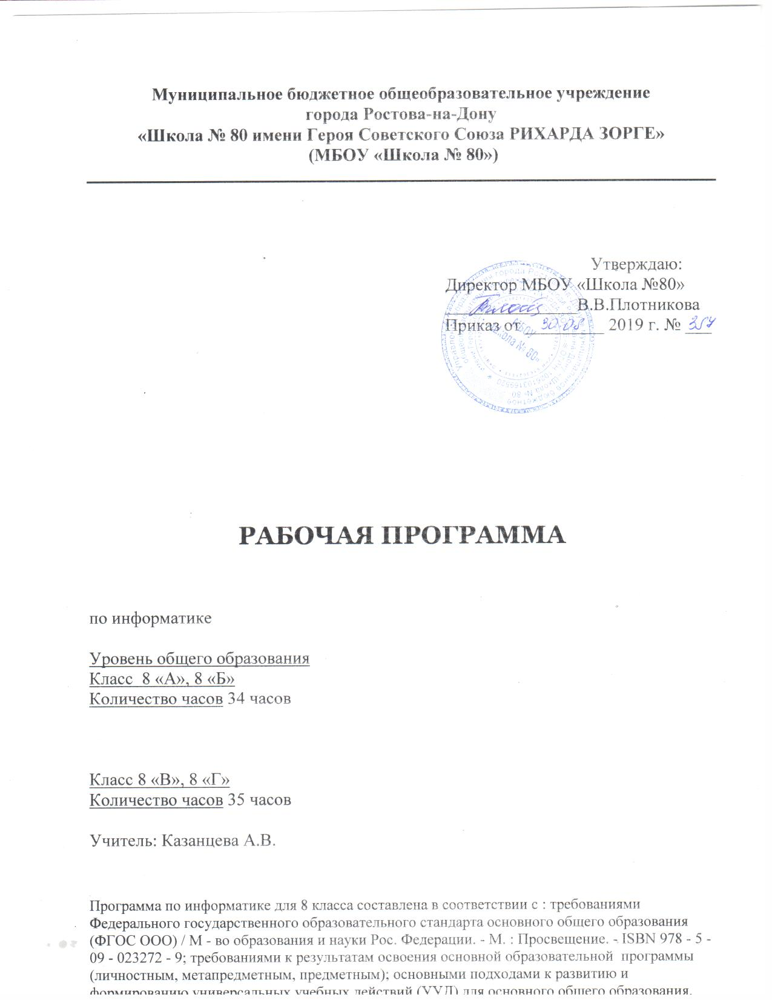 Муниципальное бюджетное общеобразовательное учреждение
города Ростова-на-Дону
«Школа № 80 имени Героя Советского Союза РИХАРДА ЗОРГЕ»
(МБОУ «Школа № 80»)
Утверждаю:
Директор МБОУ «Школа №80»
В.В.Плотникова
Приказ от 30.08 2019 г. № 357
МБОУ
«Школа № 80»
РАБОЧАЯ ПРОГРАММА
по информатике
Уровень общего образования
Класс 8 «А», 8 «Б»
Количество часов 34 часов
Класс 8 «В», 8 «Г»
Количество часов 35 часов
Учитель: Казанцева А.В.
Программа по информатике для 8 класса составлена в соответствии с : требованиями
Федерального государственного образовательного стандарта основного общего образования
(ФГОС ООО) / М - во образования и науки Рос. Федерации. - М. : Просвещение. - ISBN 978 - 5 -
09 - 023272 - 9; требованиями к результатам освоения основной образовательной программы
(личностным, метапредметным, предметным); основными подходами к развитию и
формированию универсальных учебных действий (УУД) для основного общего образования.